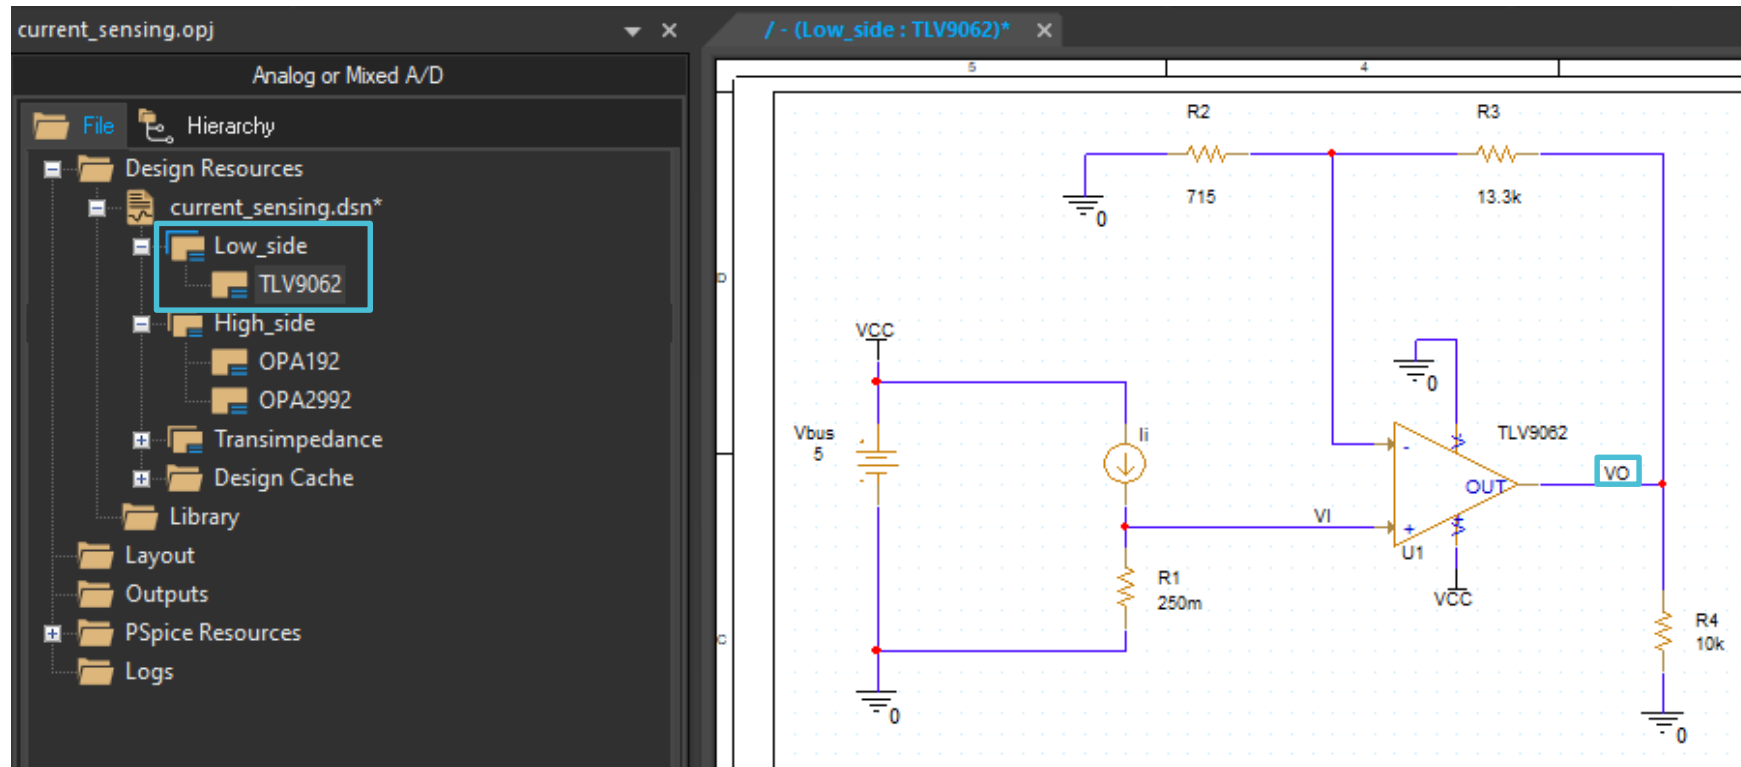 current_sensing.opj
Analog or Mixed A/D
File
Hierarchy
Design Resources
current_sensing.dsn*
Low_side
TLV9062
High_side
OPA192
OPA2992
Transimpedance
Design Cache
Library
Layout
Outputs
PSpice Resources
Logs
/ - (Low_side : TLV9062)*
5
4
D
C
R2
715
R3
13.3k
0
VCC
Vbus
5
Ii
0
TLV9062
-
OUT
+
U1
VCC
VO
VI
R1
250m
0
R4
10k
0